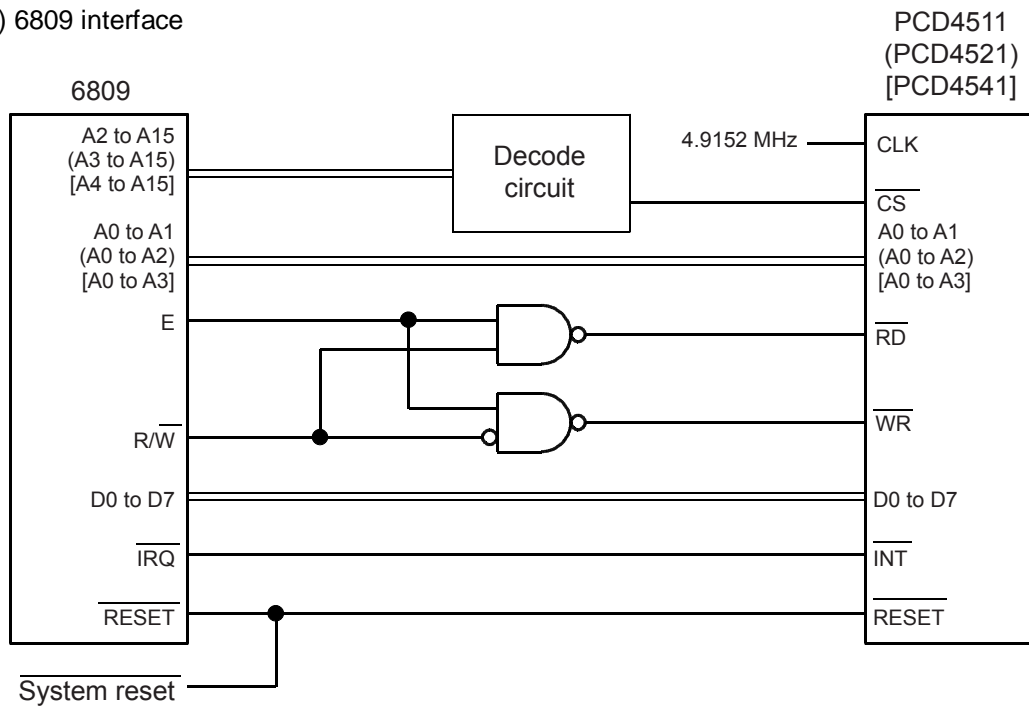 ) 6809 interface
PCD4511
(PCD4521)
[PCD4541]
6809
A2 to A15
(A3 to A15)
[A4 to A15]
Decode
circuit
4.9152 MHz
CLK
CS
A0 to A1
(A0 to A2)
[A0 to A3]
A0 to A1
(A0 to A2)
[A0 to A3]
E
RD
R/W
WR
D0 to D7
D0 to D7
IRQ
INT
RESET
RESET
System reset